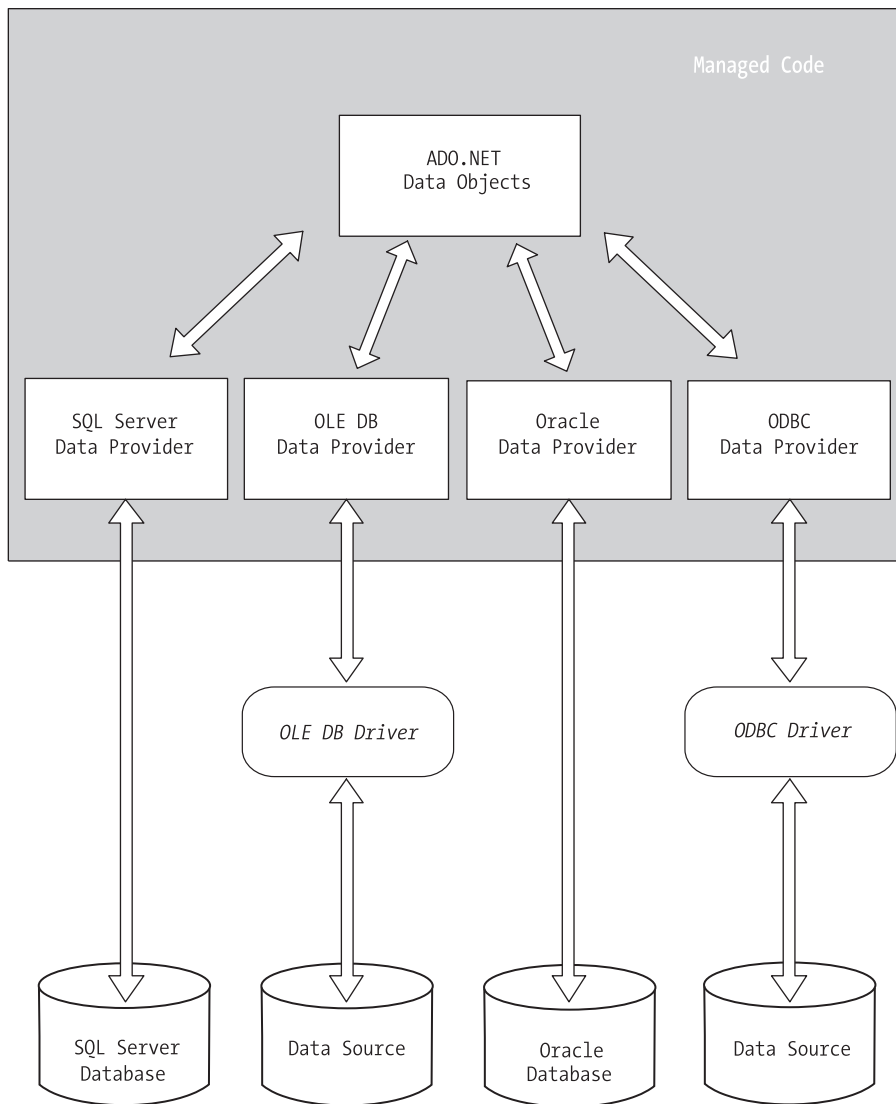 Managed Code
ADO.NET
Data Objects
SQL Server
Data Provider
OLE DB
Data Provider
Oracle
Data Provider
ODBC
Data Provider
OLE DB Driver
ODBC Driver
SQL Server
Database
Data Source
Oracle
Database
Data Source